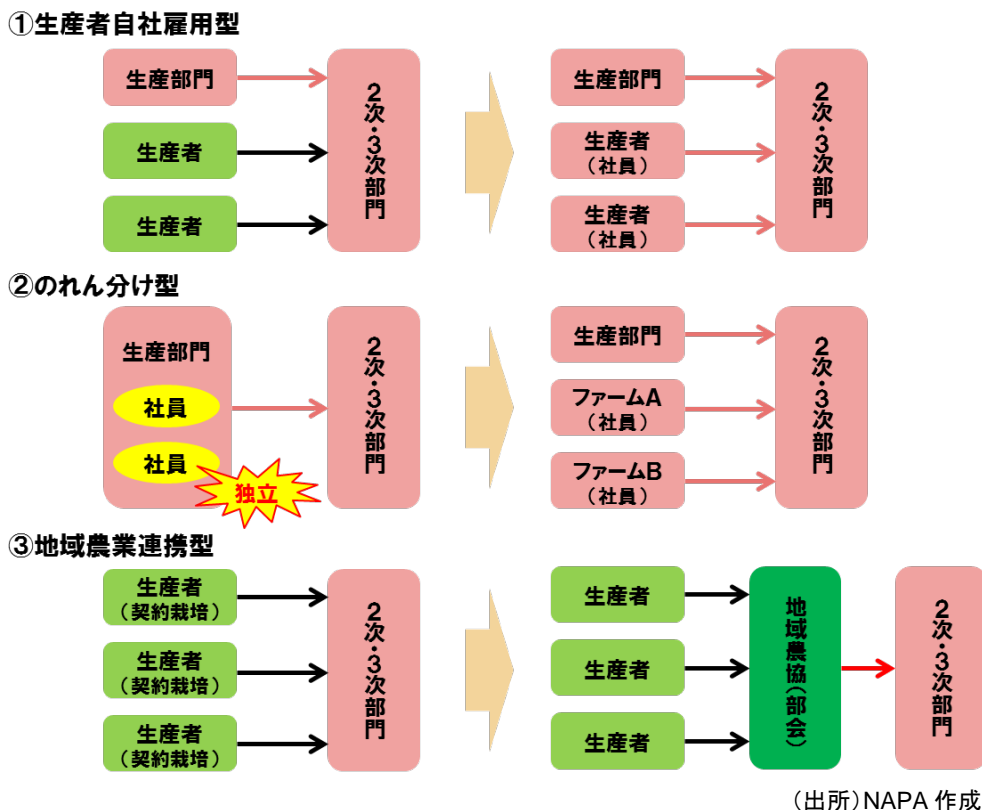 ①生産者自社雇用型
生産部門
生産者
生産者
2次・3次部門
生産部門
生産者
（社員）
生産者
（社員）
2次・3次部門
②のれん分け型
生産部門
社員
社員
独立
2次・3次部門
生産部門
ファームA
（社員）
ファームB
（社員）
2次・3次部門
③地域農業連携型
生産者
（契約栽培）
生産者
（契約栽培）
生産者
（契約栽培）
2次・3次部門
生産者
生産者
生産者
地域農協（部会）
2次・3次部門
（出所）NAPA 作成